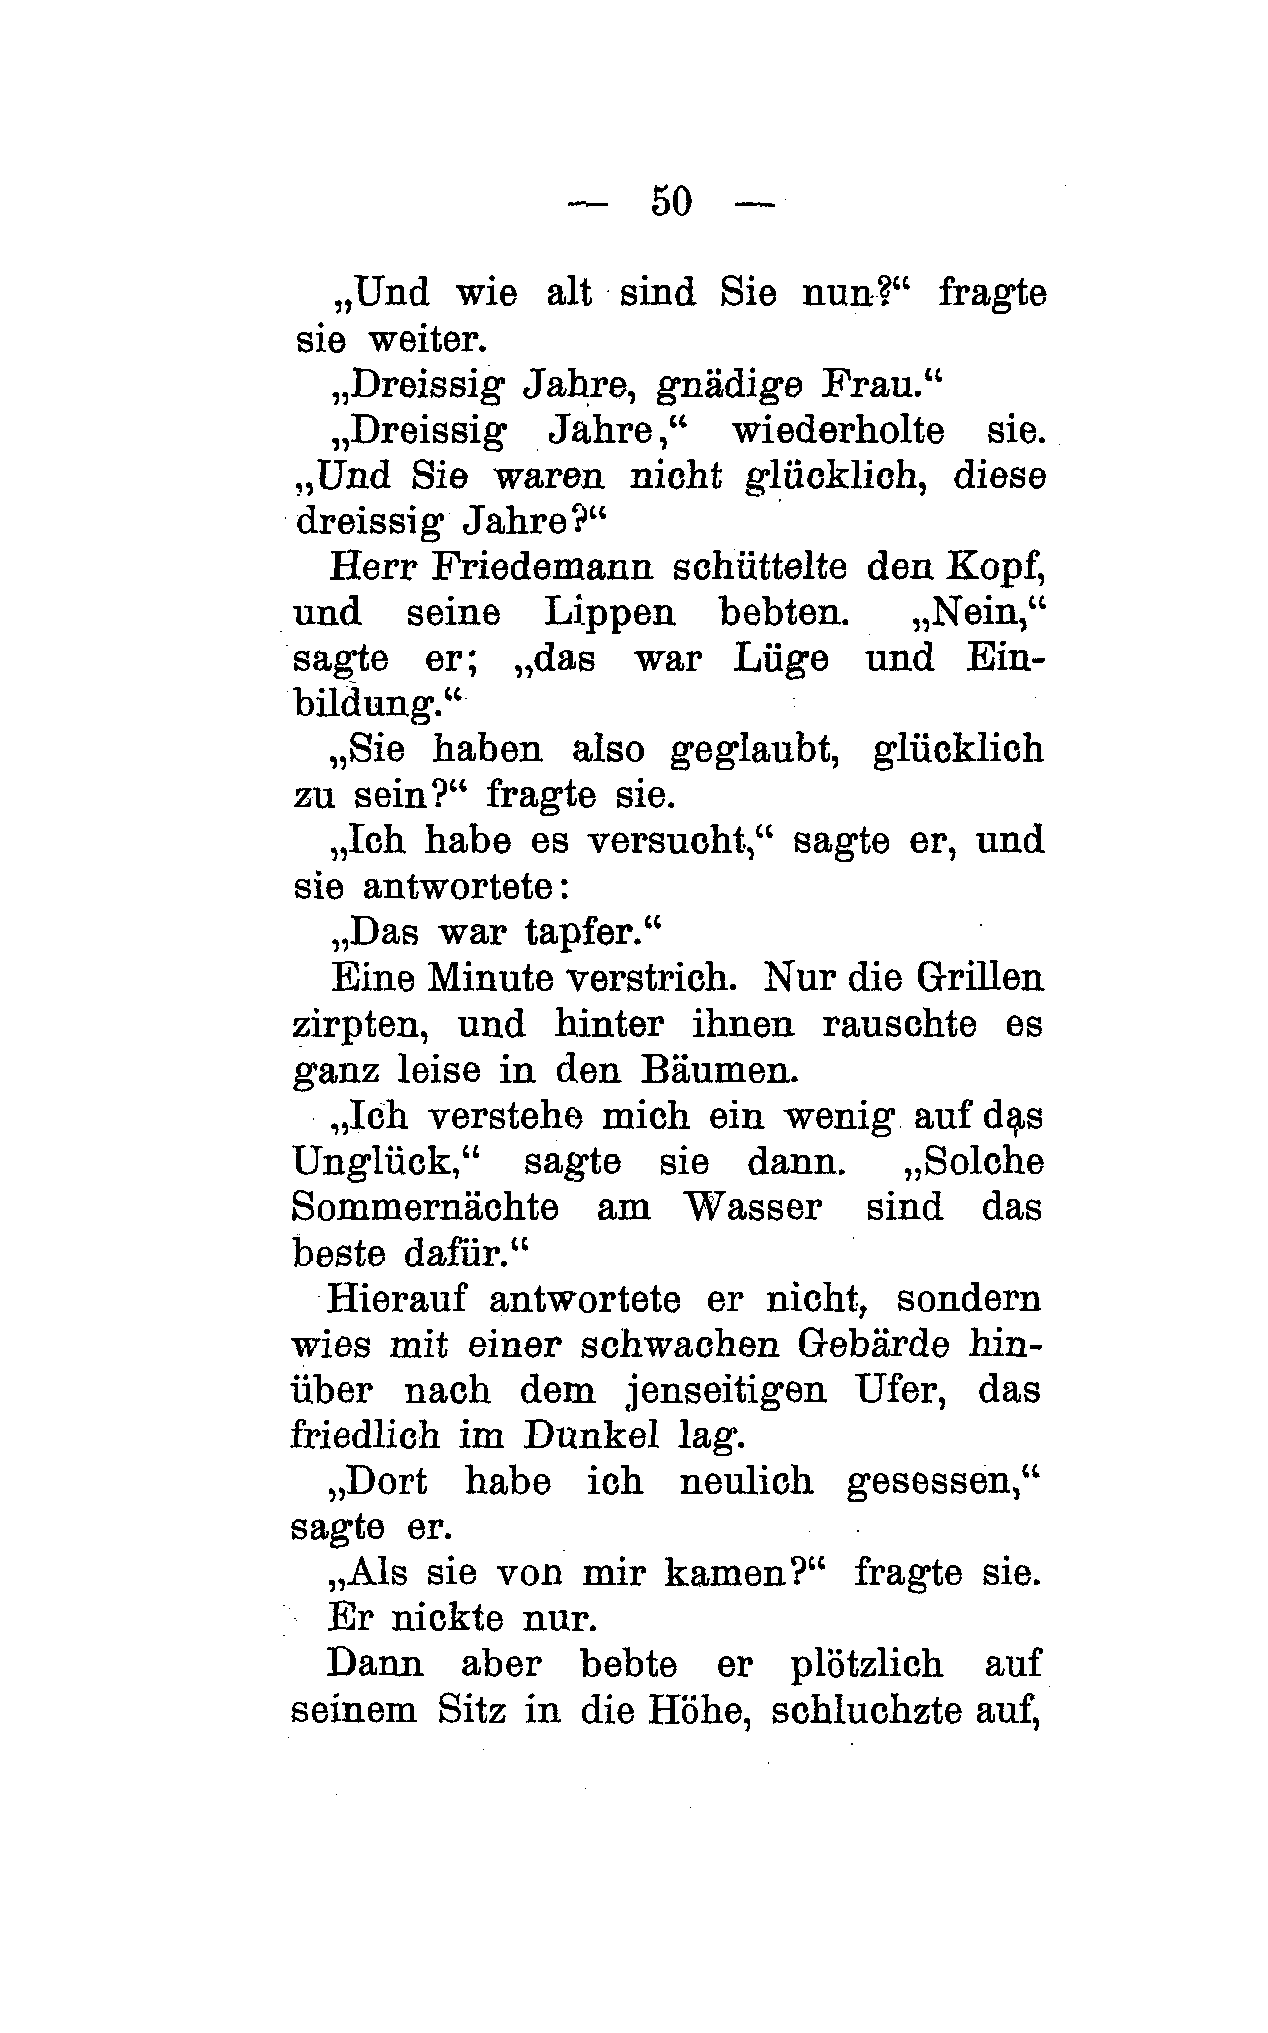 — 50 —
„Und wie alt sind Sie nun?“ fragte
sie weiter.
„Dreissig Jahre, gnädige Frau.“
„Dreissig Jahre,“ wiederholte sie.
„Und Sie waren nicht glücklich, diese
dreissig Jahre?“
Herr Friedemann schüttelte den Kopf,
und seine Lippen bebten. „Nein,“
sagte er; „das war Lüge und Ein-
bildung.“
„Sie haben also geglaubt, glücklich
zu sein?“ fragte sie.
„Ich habe es versucht,“ sagte er, und
sie antwortete:
„Das war tapfer.“
Eine Minute verstrich. Nur die Grillen
zirpten, und hinter ihnen rauschte es
ganz leise in den Bäumen.
„Ich verstehe mich ein wenig auf das
Unglück,“ sagte sie dann. „Solche
Sommernächte am Wasser sind das
beste dafür.“
Hierauf antwortete er nicht, sondern
wies mit einer schwachen Gebärde hin-
über nach dem jenseitigen Ufer, das
friedlich im Dunkel lag.
„Dort habe ich neulich gesessen,“
sagte er.
„Als sie von mir kamen?“ fragte sie.
Er nickte nur.
Dann aber bebte er plötzlich auf
seinem Sitz in die Höhe, schluchzte auf,